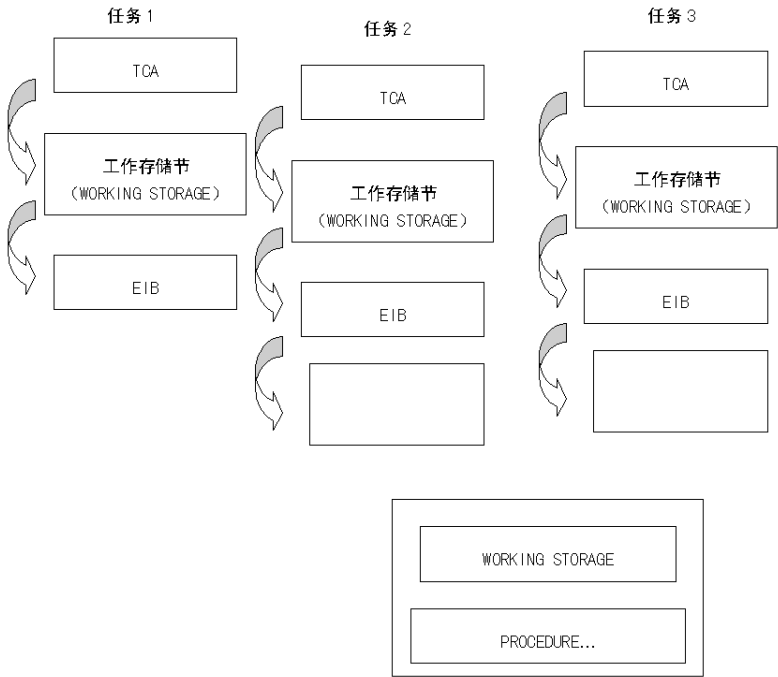 任务 1
TCA
工作存储节
（WORKING STORAGE）
EIB
任务 2
TCA
工作存储节
（WORKING STORAGE）
EIB
任务 3
TCA
工作存储节
（WORKING STORAGE）
EIB
WORKING STORAGE
PROCEDURE...